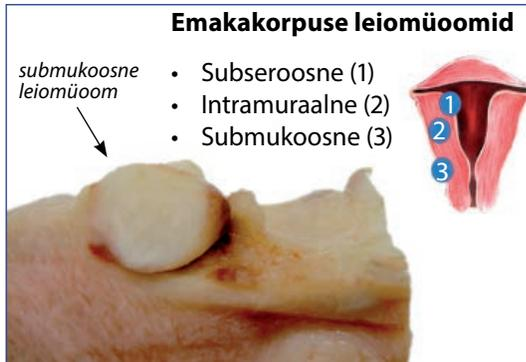 Emakakorpuse leiomüoomid
submukoosne
leiomüoom
• Subseroosne (1)
• Intramuraalne (2)
• Submukoosne (3)
1
2
3